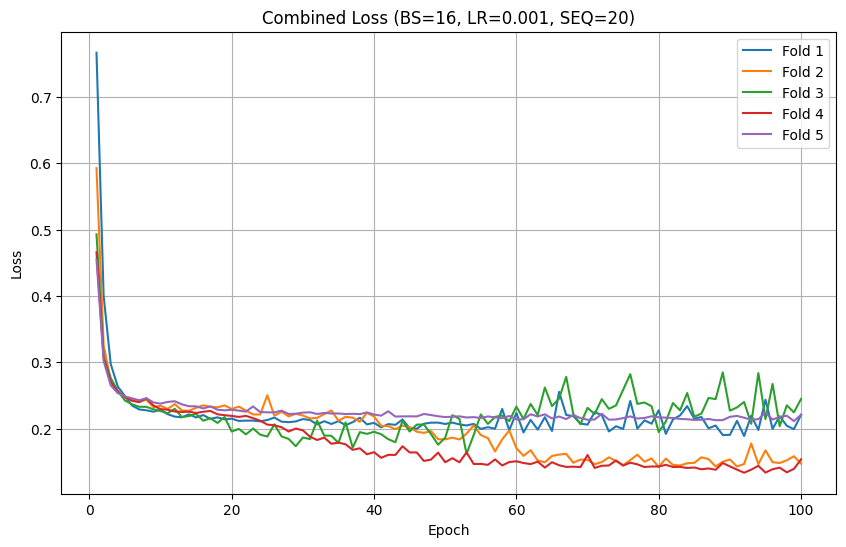 Combined Loss (BS=16, LR=0.001, SEQ=20)
Fold 1
Fold 2
Fold 3
Fold 4
Fold 5
0.7
0.6
0.5
0.4
0.3
0.2
Loss
0
20
40
60
80
100
Epoch